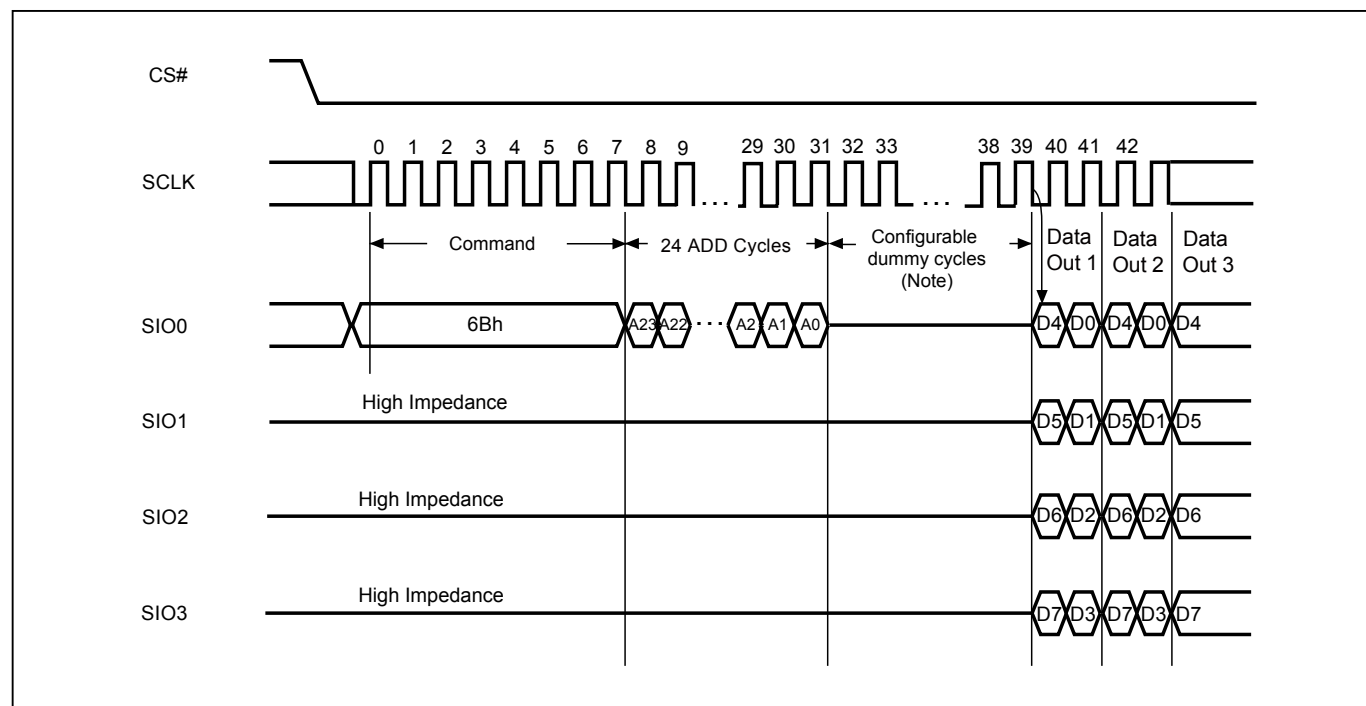 CS#
0 1 2 3 4 5 6 7 8 9 29 30 31 32 33 38 39 40 41 42
SCLK
. . . . . .
Command 24 ADD Cycles Configurable dummy cycles (Note) Data Out 1 Data Out 2 Data Out 3
SIO0 6Bh A23 A22 . . . A2 A1 A0 D4 D0 D4 D0 D4
High Impedance
SIO1 D5 D1 D5 D1 D5
High Impedance
SIO2 D6 D2 D6 D2 D6
High Impedance
SIO3 D7 D3 D7 D3 D7